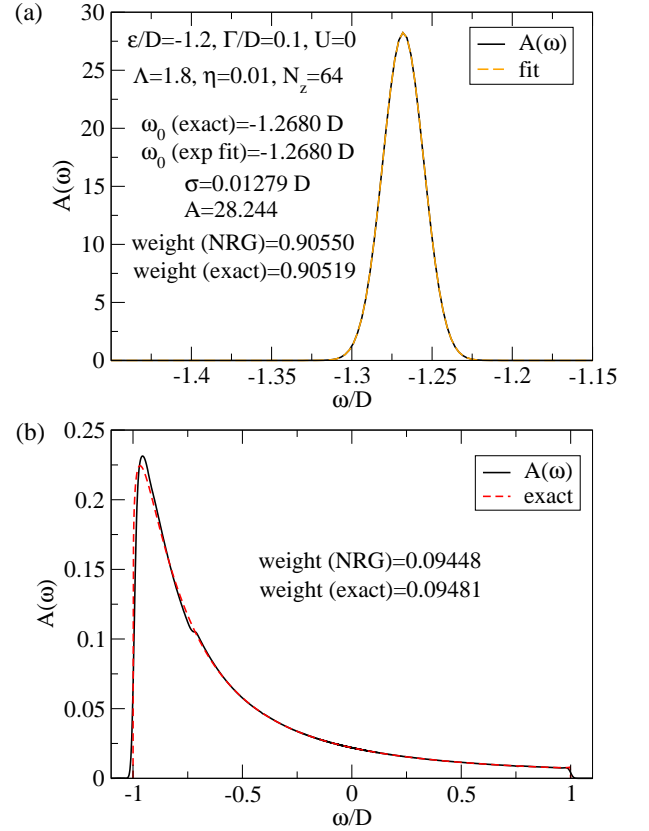 (a)
30
25
20
15
10
5
0
A(ω)
ε/D=-1.2, Γ/D=0.1, U=0
Λ=1.8, η=0.01, N_z=64
ω_0 (exact)=-1.2680 D
ω_0 (exp fit)=-1.2680 D
σ=0.01279 D
A=28.244
weight (NRG)=0.90550
weight (exact)=0.90519
A(ω)
fit
-1.4 -1.35 -1.3 -1.25 -1.2 -1.15
ω/D
(b)
0.25
0.2
0.15
0.1
0.05
0
A(ω)
A(ω)
exact
weight (NRG)=0.09448
weight (exact)=0.09481
-1 -0.5 0 0.5 1
ω/D